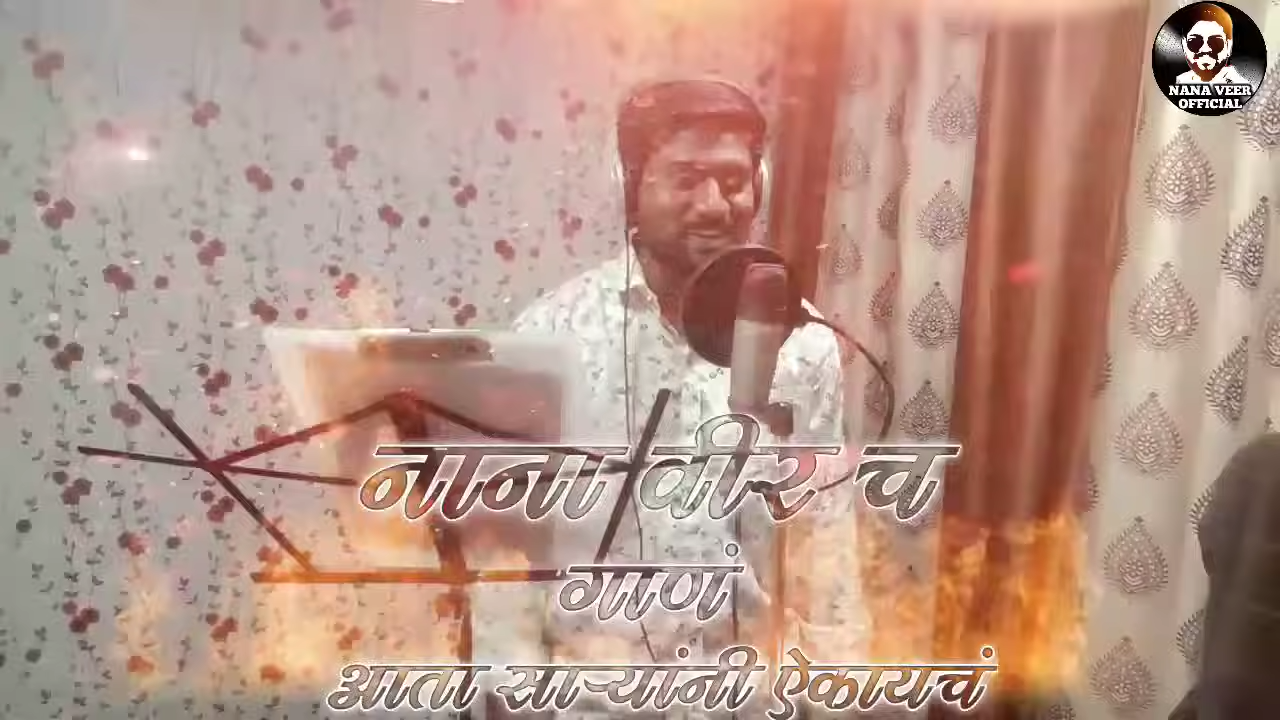 NANA VEER
OFFICIAL
नाना वीर च
गाणं
आता साऱ्यांनी ऐकायचं